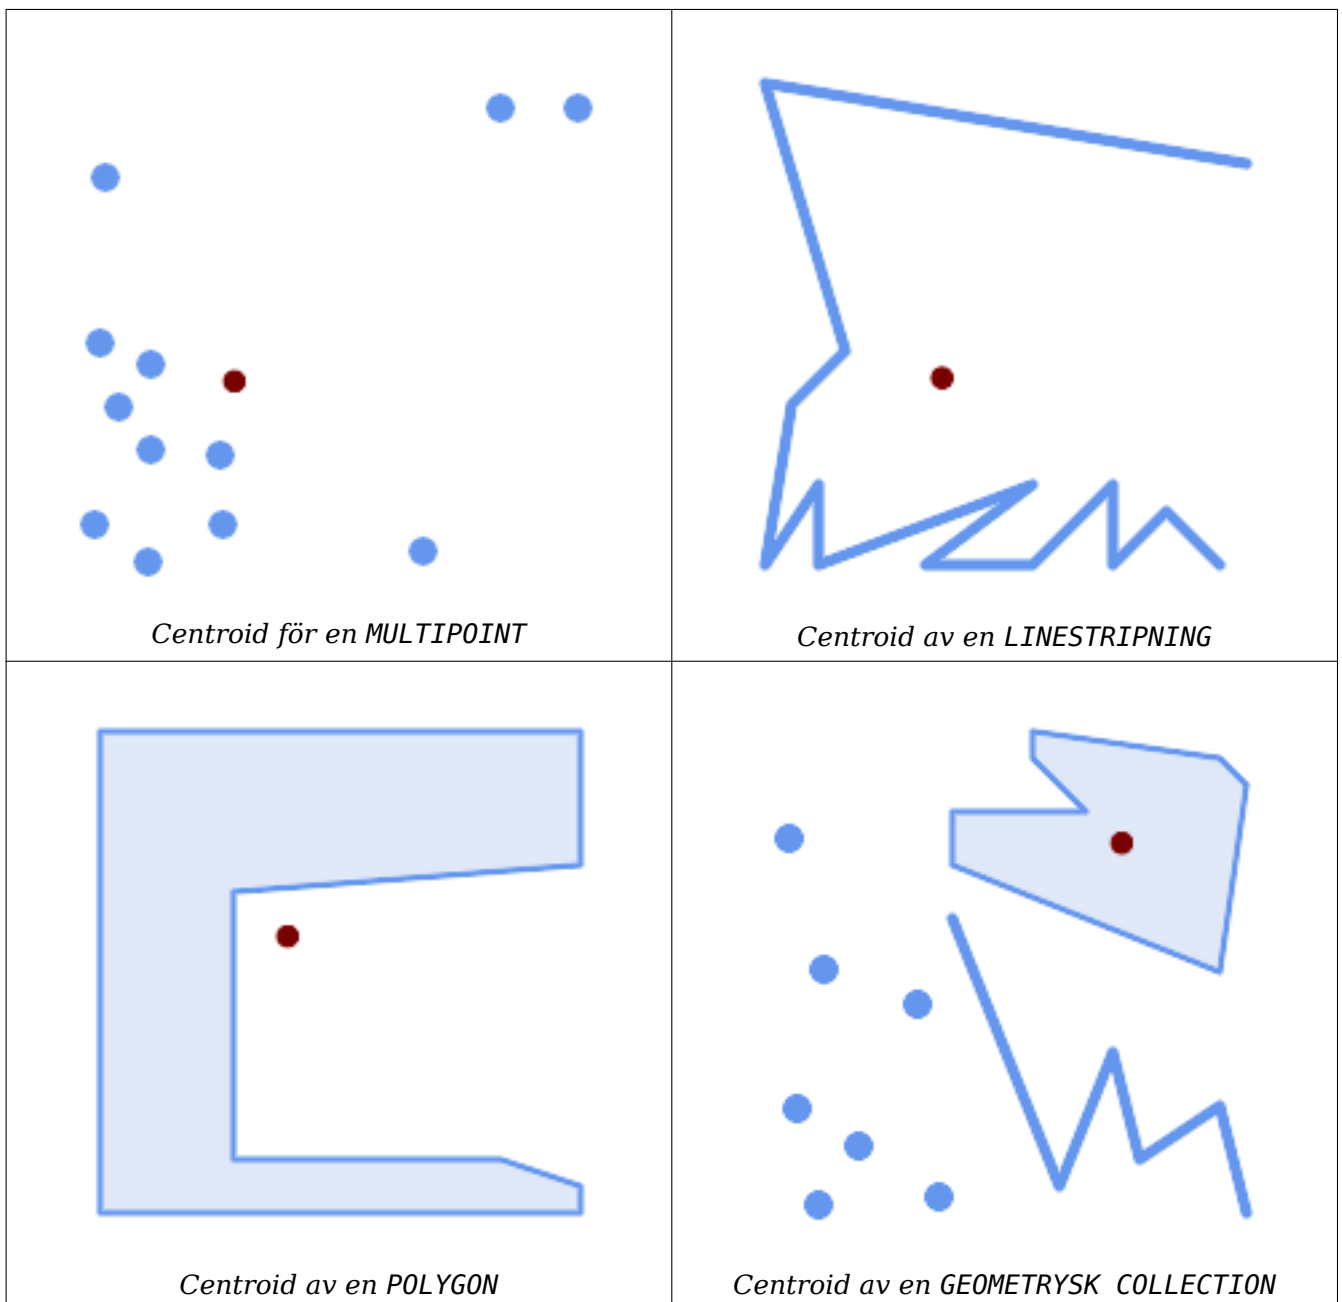 Centroid för en MULTIPOINT
Centroid av en LINESTRIPNING
Centroid av en POLYGON
Centroid av en GEOMETRYSK COLLECTION